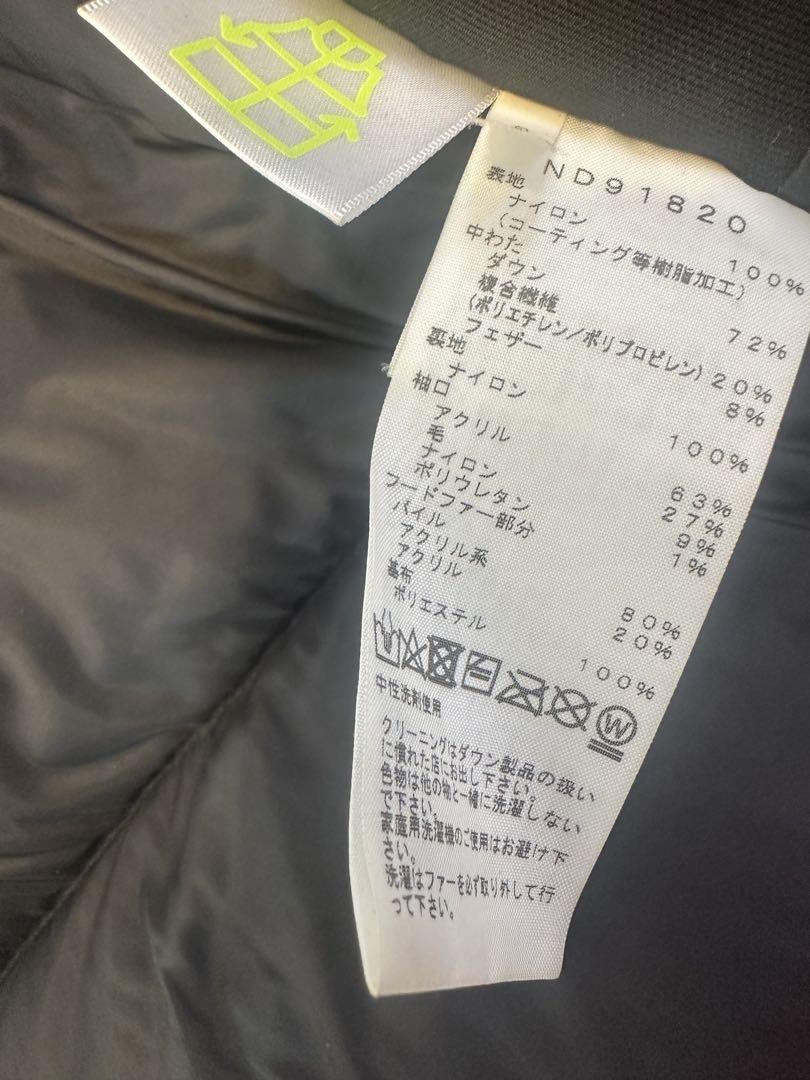 ND91820
表地
ナイロン 100%
(コーティング等樹脂加工)
中わた
ダウン 72%
複合繊維
(ポリエチレン/ポリプロピレン) 20%
フェザー 8%
裏地
ナイロン 100%
袖口
アクリル 63%
毛 27%
ナイロン 9%
ポリウレタン 1%
フードファー部分
パイル
アクリル系 80%
アクリル 20%
基布
ポリエステル 100%
W
中性洗剤使用
クリーニングはダウン製品の扱い
に慣れた店にお出し下さい。
色物は他の物と一緒に洗濯しない
で下さい。
家庭用洗濯機のご使用はお避け下
さい。
洗濯はファーを必ず取り外して行
って下さい。